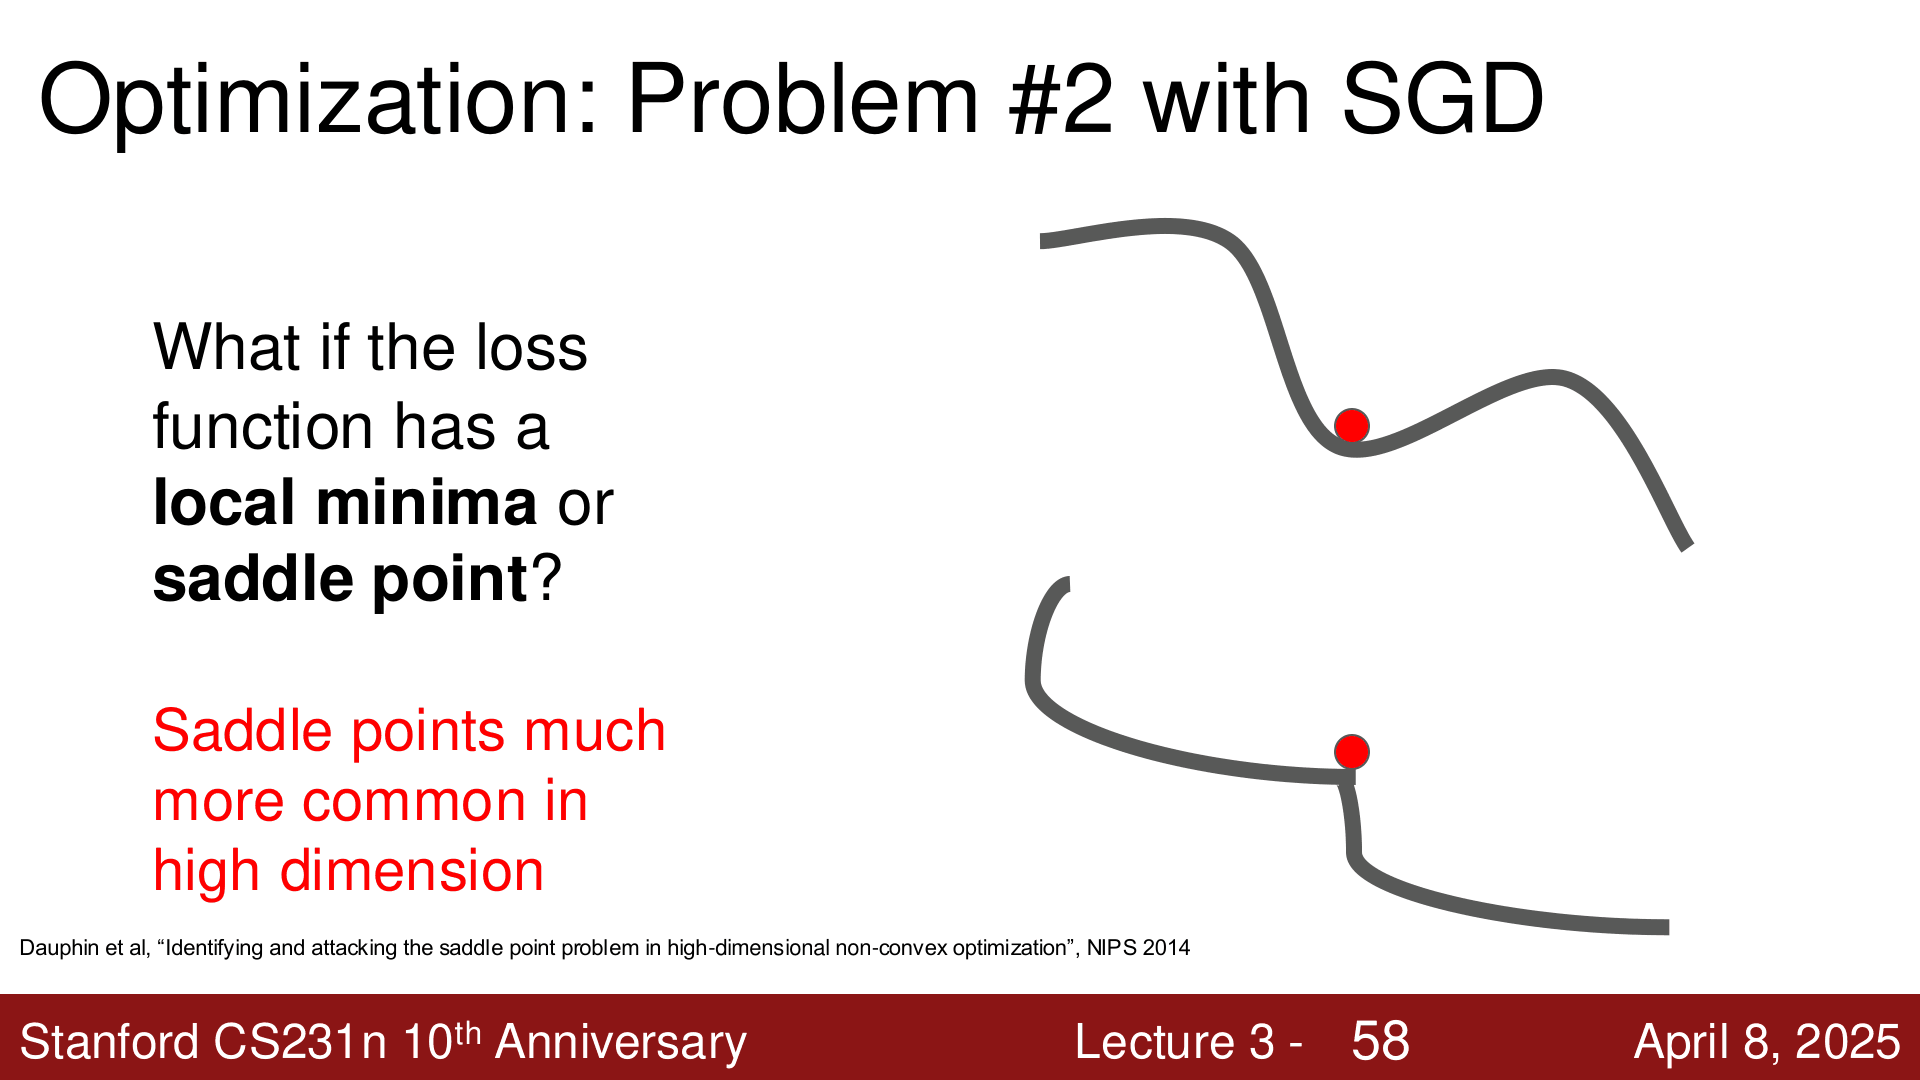 Optimization: Problem #2 with SGD
What if the loss
function has a
local minima or
saddle point?
Saddle points much
more common in
high dimension
Dauphin et al, “Identifying and attacking the saddle point problem in high-dimensional non-convex optimization”, NIPS 2014
Stanford CS231n 10th Anniversary
Lecture 3 - 58
April 8, 2025